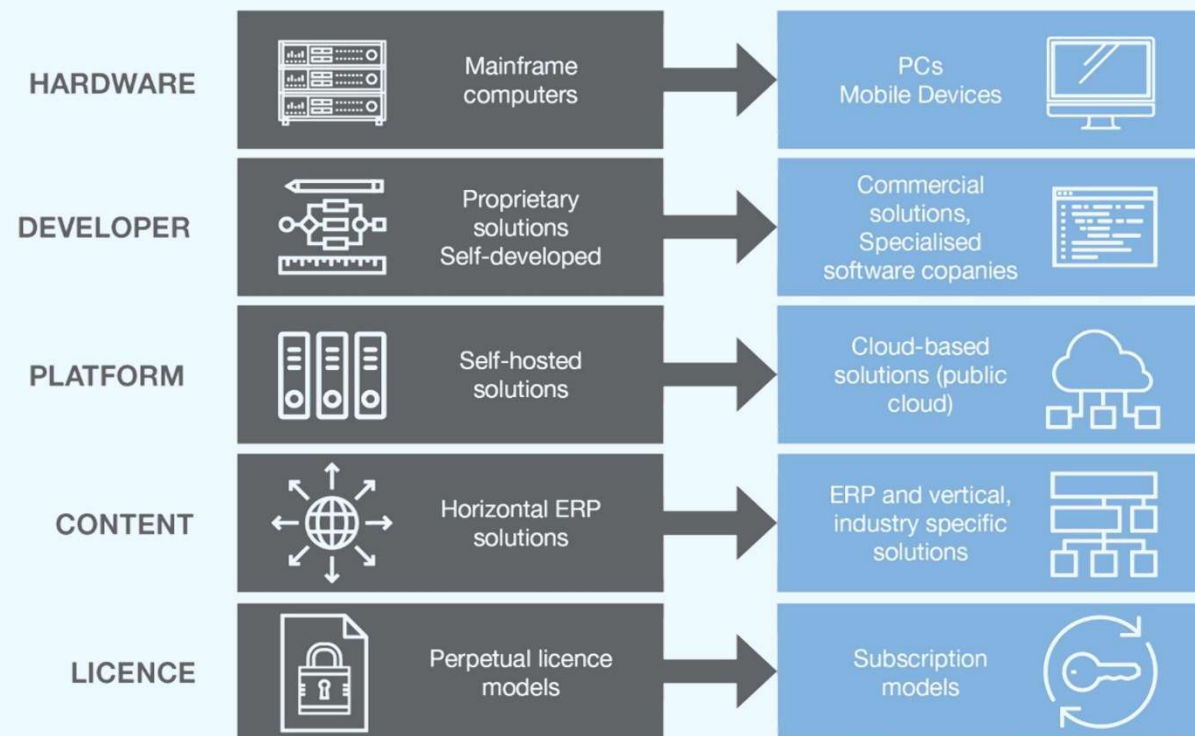 HARDWARE
Mainframe
computers
PCs
Mobile Devices
DEVELOPER
Proprietary
solutions
Self-developed
Commercial
solutions,
Specialised
software copanies
PLATFORM
Self-hosted
solutions
Cloud-based
solutions (public
cloud)
CONTENT
Horizontal ERP
solutions
ERP and vertical,
industry specific
solutions
LICENCE
Perpetual licence
models
Subscription
models